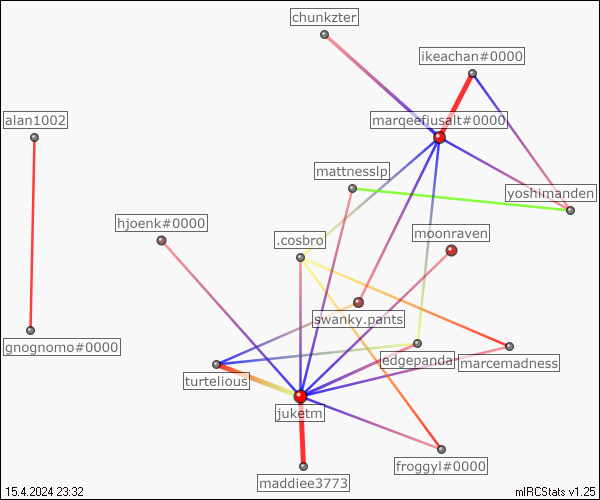 chunkzter
ikeachan#0000
alan1002
marqeefjusalt#0000
mattnesslp
yoshimanden
hjoenk#0000
moonraven
.cosbro
swanky.pants
gnognomo#0000
edgepanda
marcemadness
turtelious
juketm
froggyl#0000
maddiee3773
15.4.2024 23:32
mIRCStats v1.25